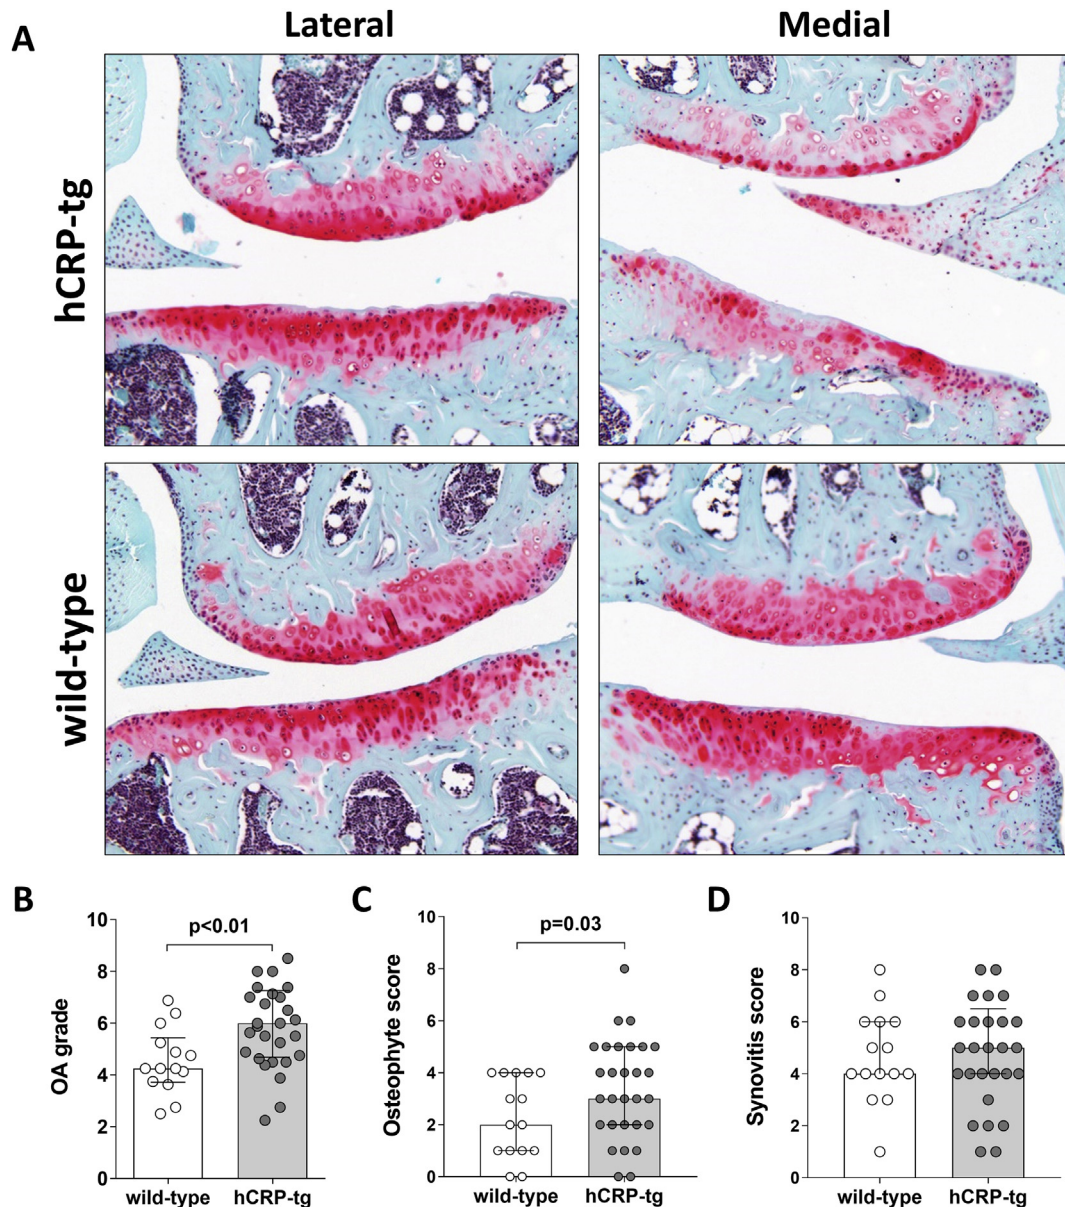 Lateral
Medial
A
hCRP-tg
wild-type
B
OA grade
10
8
6
4
2
0
p<0.01
wild-type
hCRP-tg
C
Osteophyte score
10
8
6
4
2
0
p=0.03
wild-type
hCRP-tg
D
Synovitis score
10
8
6
4
2
0
wild-type
hCRP-tg